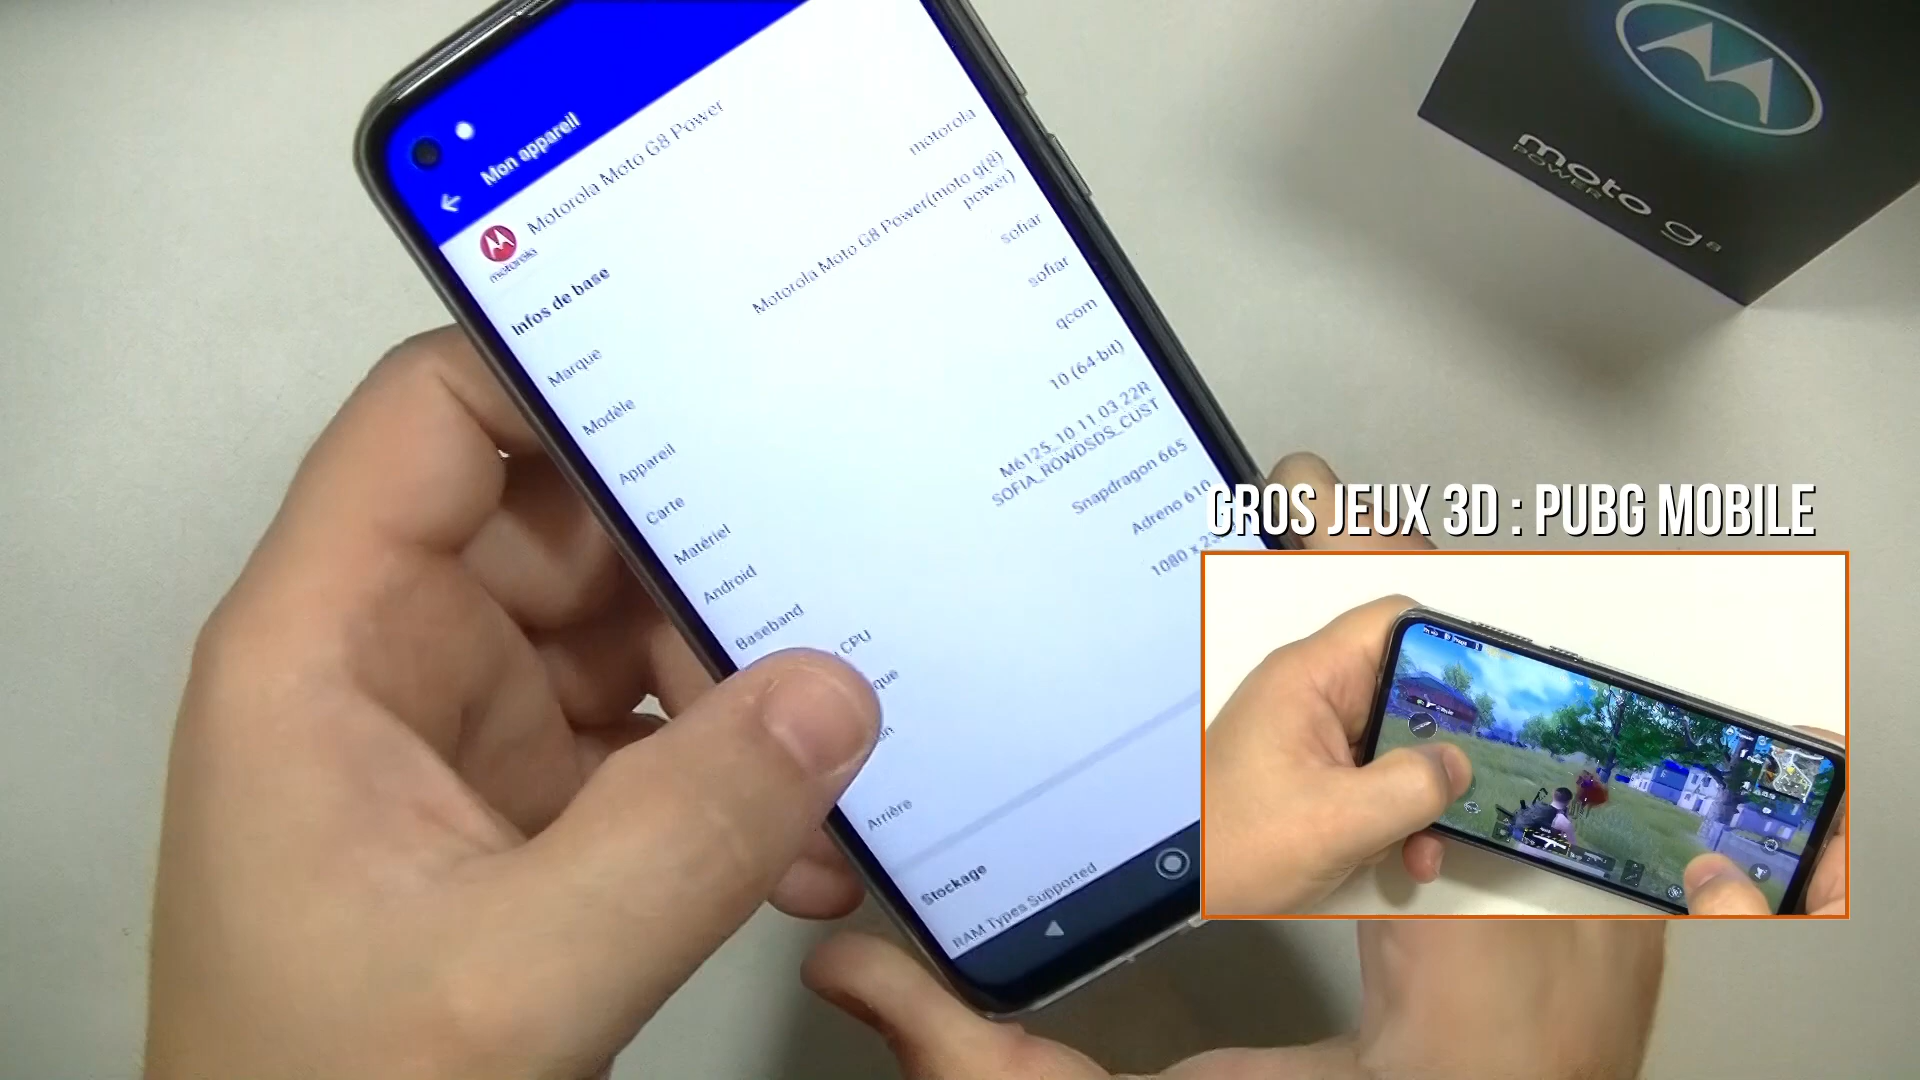 Mon appareil
Motorola Moto G8 Power
motorola
Infos de base
Marque
motorola
Modèle
Motorola Moto G8 Power(moto g(8)
power)
Appareil
sofiar
Carte
sofiar
Matériel
qcom
Android
10 (64-bit)
Baseband
M6125_10.11.03.22R
SOFIA_ROWDSDS_CUST
CPU
Snapdragon 665
Adreno 610
1080 x
Arrière
Stockage
RAM Types Supported
moto g8
POWER
GROS JEUX 3D : PUBG MOBILE